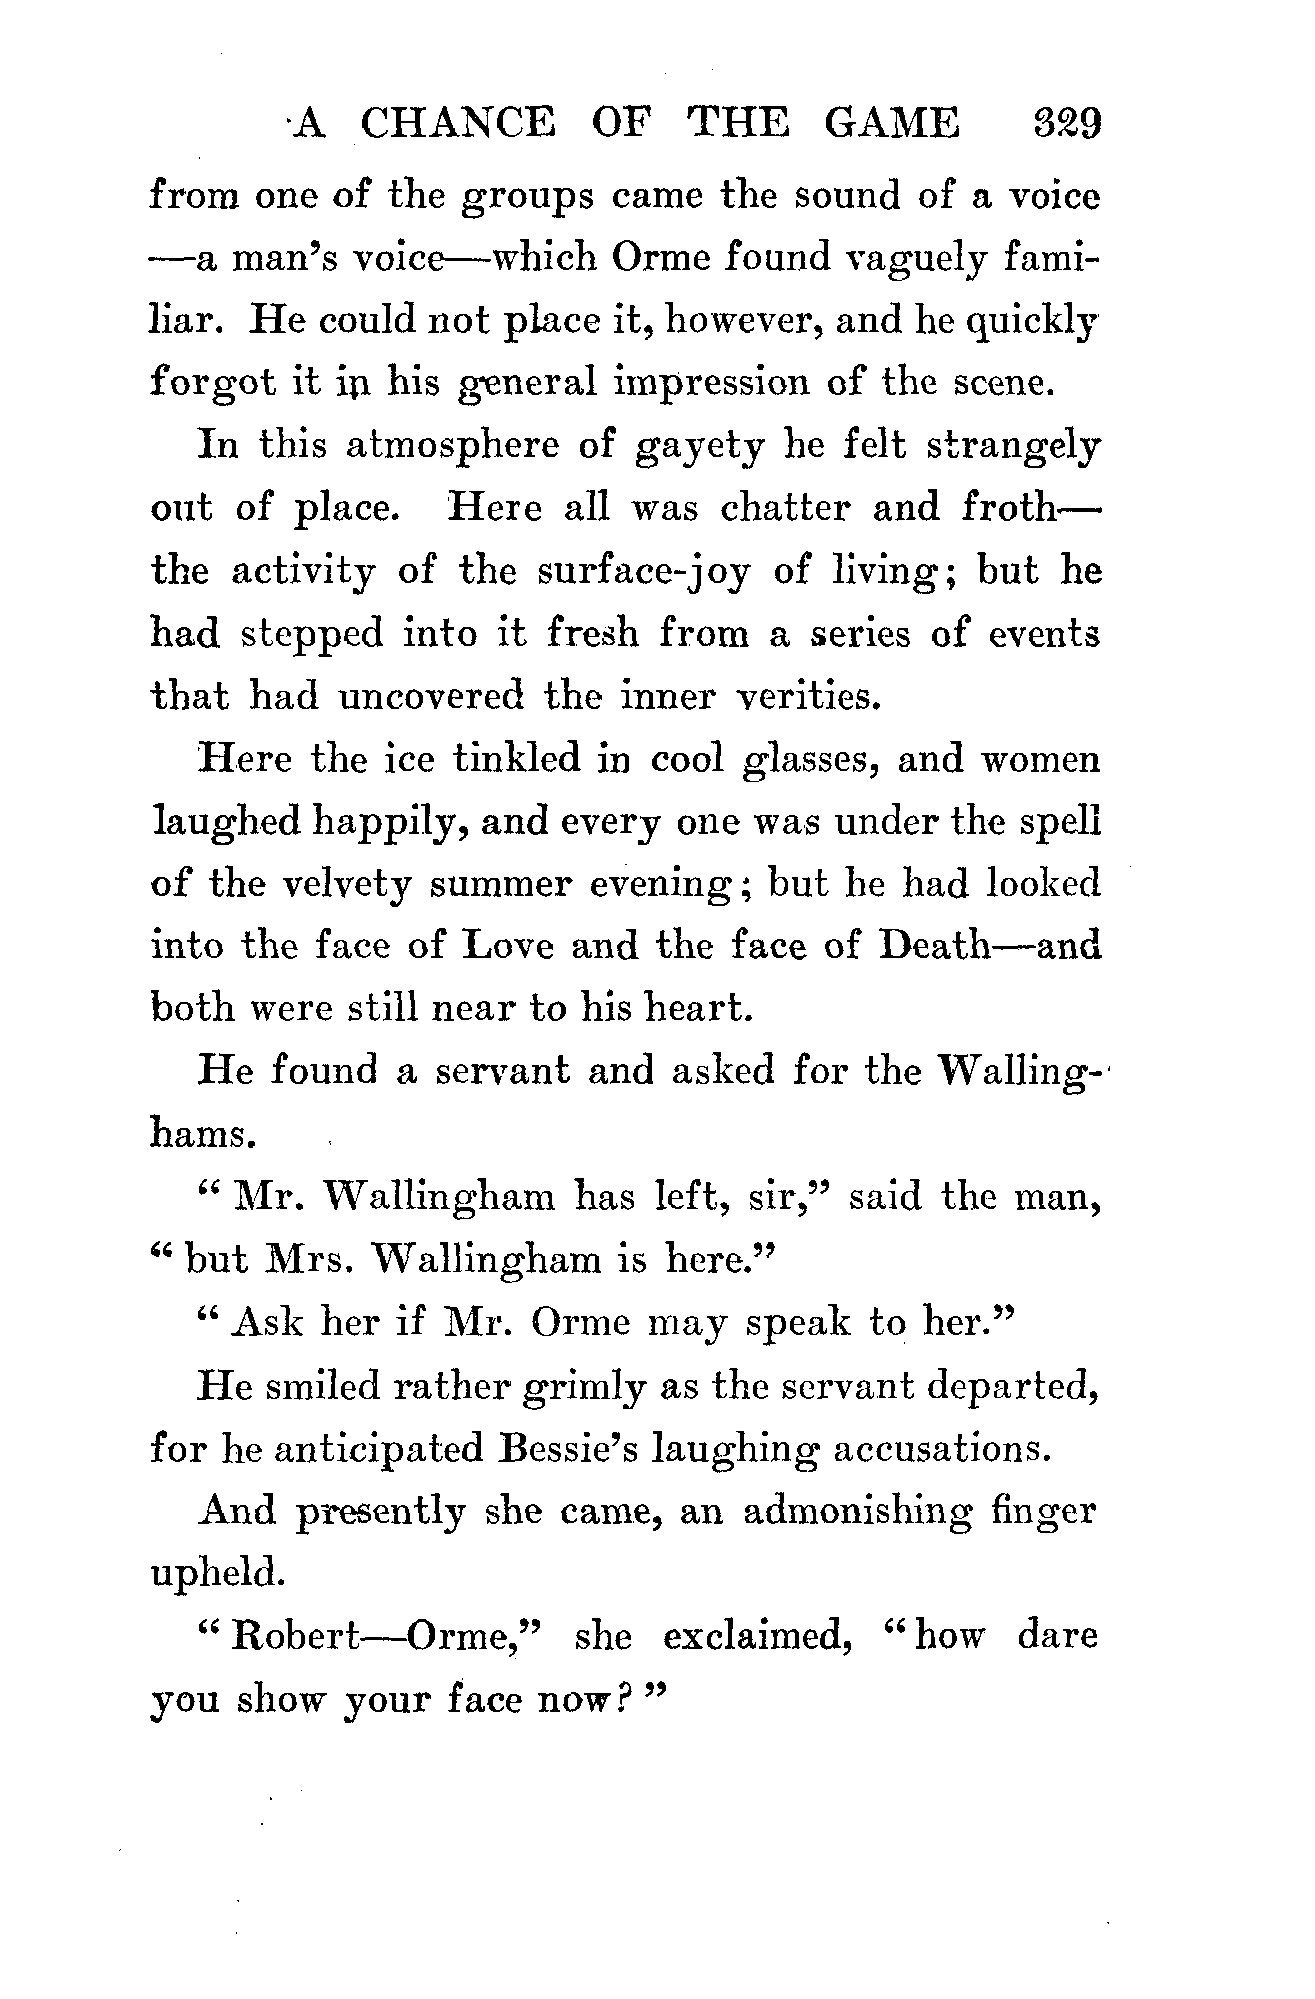 A CHANCE OF THE GAME 329
from one of the groups came the sound of a voice
—a man's voice—which Orme found vaguely fami-
liar. He could not place it, however, and he quickly
forgot it in his general impression of the scene.
In this atmosphere of gayety he felt strangely
out of place. Here all was chatter and froth—
the activity of the surface-joy of living; but he
had stepped into it fresh from a series of events
that had uncovered the inner verities.
Here the ice tinkled in cool glasses, and women
laughed happily, and every one was under the spell
of the velvety summer evening; but he had looked
into the face of Love and the face of Death—and
both were still near to his heart.
He found a servant and asked for the Walling-
hams.
"Mr. Wallingham has left, sir," said the man,
"but Mrs. Wallingham is here."
"Ask her if Mr. Orme may speak to her."
He smiled rather grimly as the servant departed,
for he anticipated Bessie's laughing accusations.
And presently she came, an admonishing finger
upheld.
"Robert—Orme," she exclaimed, "how dare
you show your face now?"